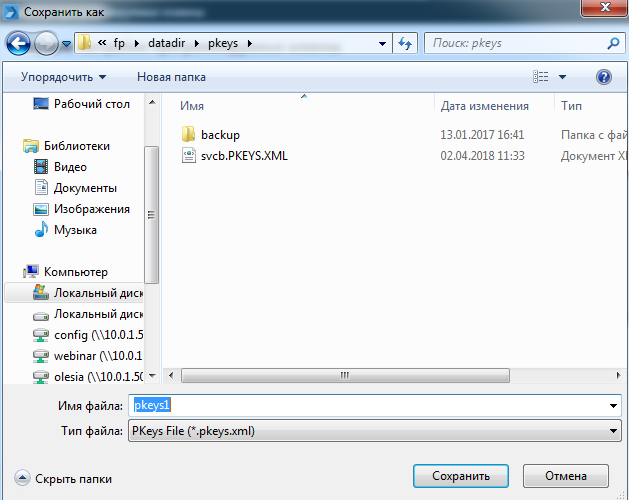 Сохранить как
« fp datadir pkeys Поиск: pkeys
Упорядочить Новая папка
Рабочий стол
Библиотеки
Видео
Документы
Изображения
Музыка
Компьютер
Локальный диск
Локальный диск
config (\\10.0.1.5
webinar (\\10.0.1.5
olesia (\\10.0.1.50
Имя Дата изменения Тип
backup 13.01.2017 16:41 Папка с фай
svcb.PKEYS.XML 02.04.2018 11:33 Документ XM
Имя файла: pkeys1
Тип файла: PKeys File (*.pkeys.xml)
Скрыть папки Сохранить Отмена